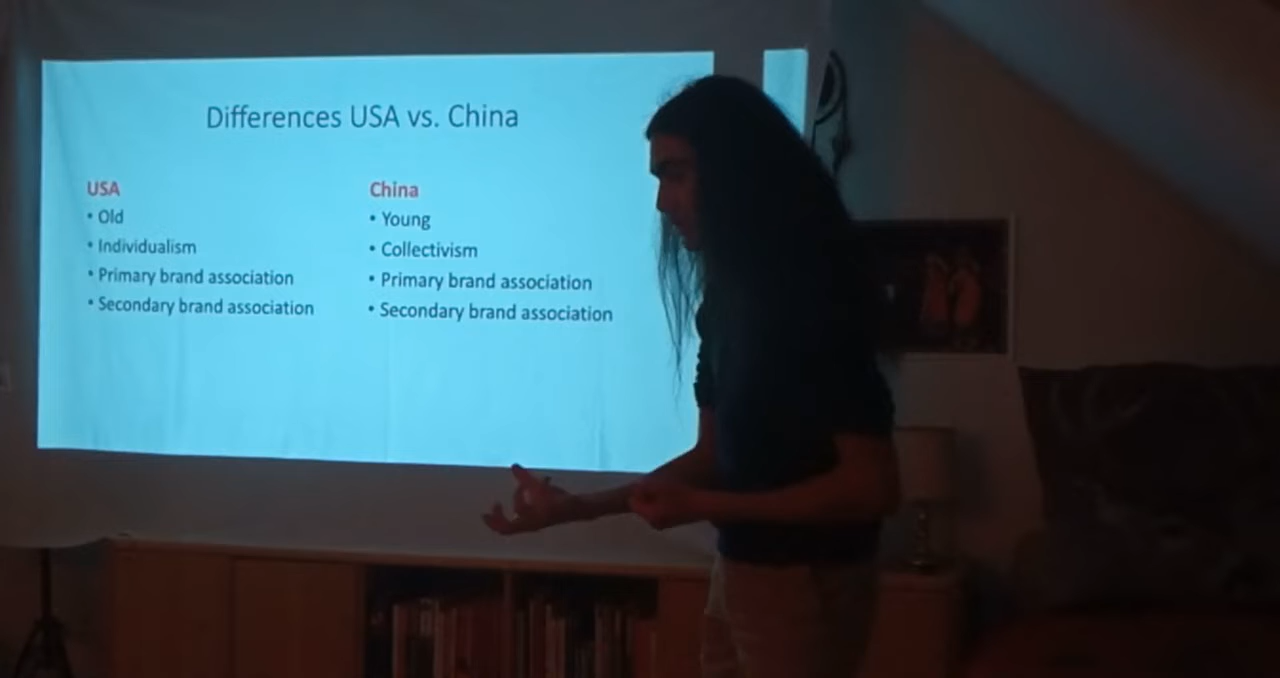 Differences USA vs. China
USA
• Old
• Individualism
• Primary brand association
• Secondary brand association
China
• Young
• Collectivism
• Primary brand association
• Secondary brand association